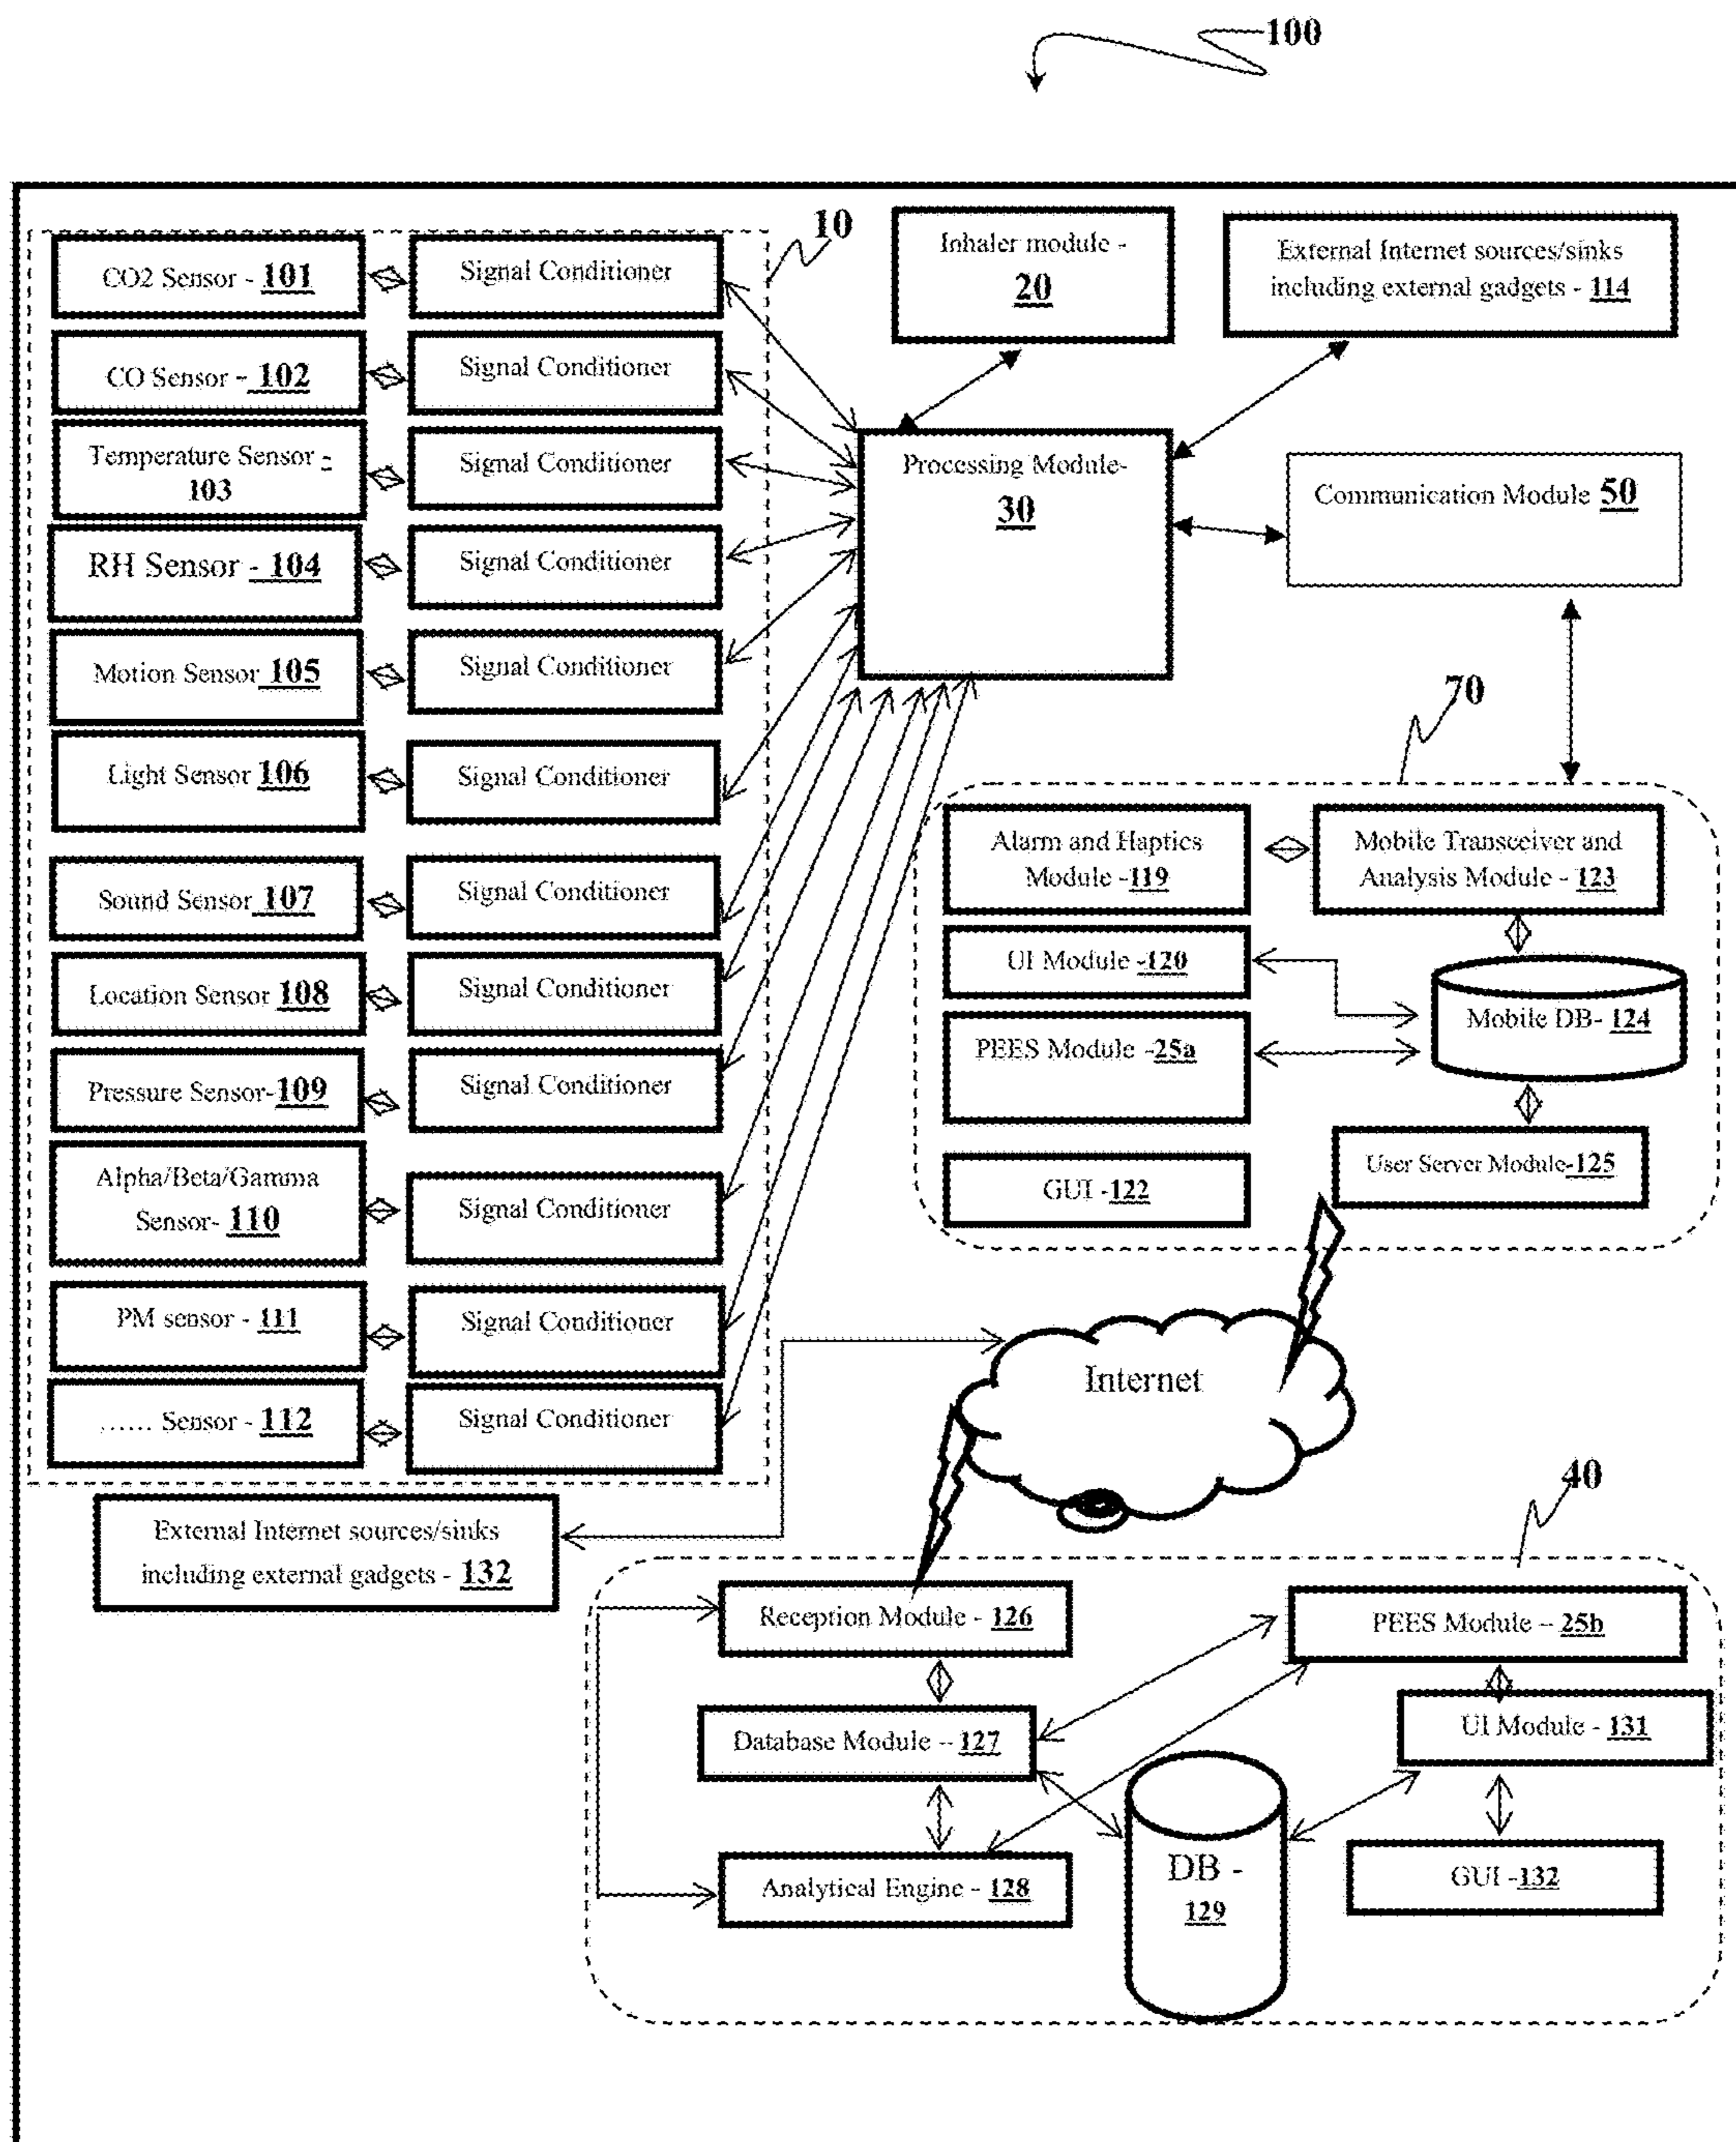 100
10
CO2 Sensor - 101
Signal Conditioner
CO Sensor - 102
Signal Conditioner
Temperature Sensor -
103
Signal Conditioner
RH Sensor - 104
Signal Conditioner
Motion Sensor 105
Signal Conditioner
Light Sensor 106
Signal Conditioner
Sound Sensor 107
Signal Conditioner
Location Sensor 108
Signal Conditioner
Pressure Sensor-109
Signal Conditioner
Alpha/Beta/Gamma
Sensor- 110
Signal Conditioner
PM sensor - 111
Signal Conditioner
...... Sensor - 112
Signal Conditioner
Inhaler module -
20
External Internet sources/sinks
including external gadgets - 114
Processing Module-
30
Communication Module 50
70
Alarm and Haptics
Module -119
Mobile Transceiver and
Analysis Module - 123
UI Module -120
Mobile DB- 124
PEES Module -25a
User Server Module-125
GUI -122
Internet
External Internet sources/sinks
including external gadgets - 132
40
Reception Module - 126
PEES Module – 25b
Database Module – 127
UI Module - 131
Analytical Engine - 128
DB -
129
GUI -132